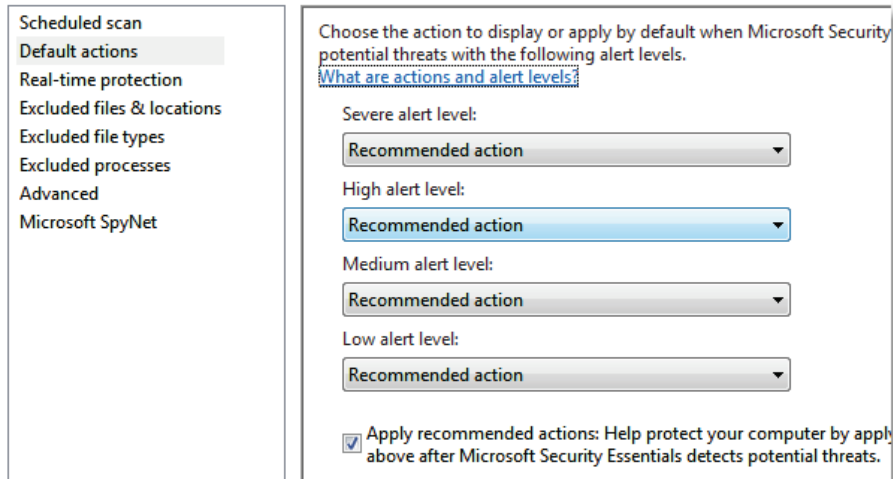 Scheduled scan
Default actions
Real-time protection
Excluded files & locations
Excluded file types
Excluded processes
Advanced
Microsoft SpyNet
Choose the action to display or apply by default when Microsoft Security
potential threats with the following alert levels.
What are actions and alert levels?
Severe alert level:
Recommended action
High alert level:
Recommended action
Medium alert level:
Recommended action
Low alert level:
Recommended action
Apply recommended actions: Help protect your computer by apply
above after Microsoft Security Essentials detects potential threats.